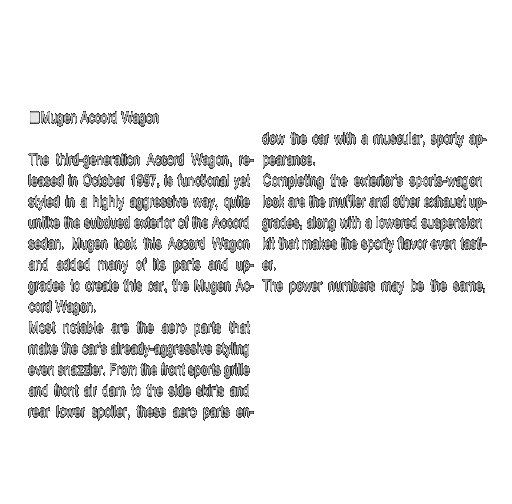 ■Mugen Accord Wagon
The third-generation Accord Wagon, re-
leased in October 1997, is functional yet
styled in a highly aggressive way, quite
unlike the subdued exterior of the Accord
sedan. Mugen took this Accord Wagon
and added many of its parts and up-
grades to create this car, the Mugen Ac-
cord Wagon.
Most notable are the aero parts that
make the car's already-aggressive styling
even snazzier. From the front sports grille
and front air dam to the side skirts and
rear lower spoiler, these aero parts en-
dow the car with a muscular, sporty ap-
pearance.
Completing the exterior's sports-wagon
look are the muffler and other exhaust up-
grades, along with a lowered suspension
kit that makes the sporty flavor even tasti-
er.
The power numbers may be the same,